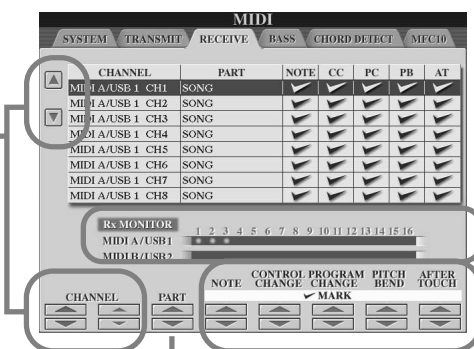 MIDI
SYSTEM TRANSMIT RECEIVE BASS CHORD DETECT MFC10
CHANNEL PART NOTE CC PC PB AT
MIDI A/USB 1 CH1 SONG
MIDI A/USB 1 CH2 SONG
MIDI A/USB 1 CH3 SONG
MIDI A/USB 1 CH4 SONG
MIDI A/USB 1 CH5 SONG
MIDI A/USB 1 CH6 SONG
MIDI A/USB 1 CH7 SONG
MIDI A/USB 1 CH8 SONG
Rx MONITOR 1 2 3 4 5 6 7 8 9 10 11 12 13 14 15 16
MIDI A/USB1
MIDI B/USB2
CHANNEL PART NOTE CONTROL CHANGE PROGRAM CHANGE PITCH BEND AFTER TOUCH
MARK